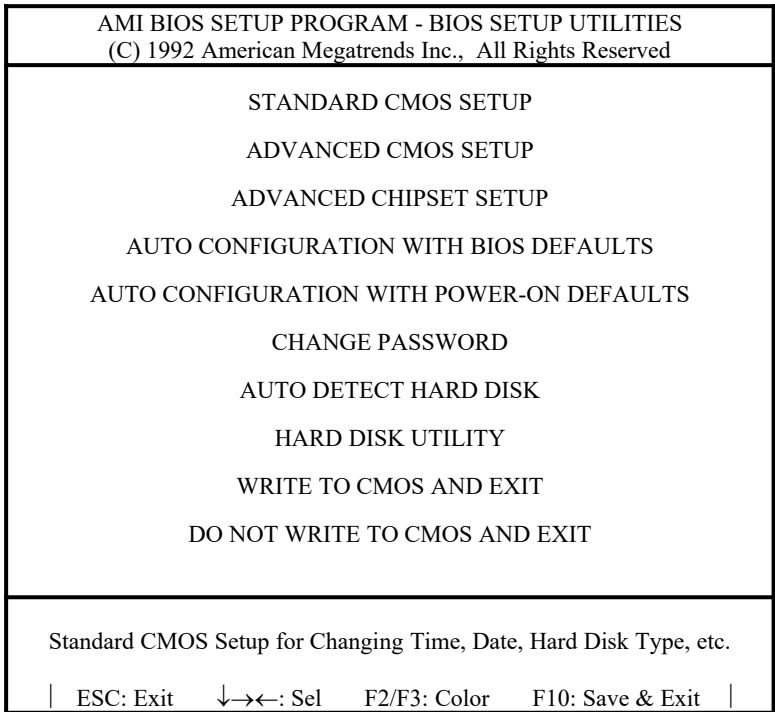 AMI BIOS SETUP PROGRAM - BIOS SETUP UTILITIES
(C) 1992 American Megatrends Inc., All Rights Reserved
STANDARD CMOS SETUP
ADVANCED CMOS SETUP
ADVANCED CHIPSET SETUP
AUTO CONFIGURATION WITH BIOS DEFAULTS
AUTO CONFIGURATION WITH POWER-ON DEFAULTS
CHANGE PASSWORD
AUTO DETECT HARD DISK
HARD DISK UTILITY
WRITE TO CMOS AND EXIT
DO NOT WRITE TO CMOS AND EXIT
Standard CMOS Setup for Changing Time, Date, Hard Disk Type, etc.
| ESC: Exit ↓→←: Sel F2/F3: Color F10: Save & Exit |